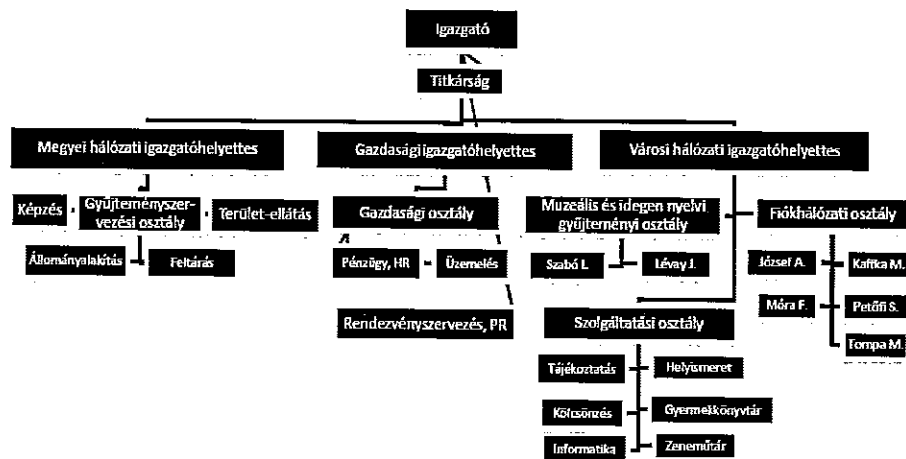 Igazgató
Titkárság
Megyei hálózati igazgatóhelyettes
Gazdasági igazgatóhelyettes
Városi hálózati igazgatóhelyettes
Képzés
Gyűjteményszer-
vezési osztály
Terület-ellátás
Állományalakítás
Feltárás
Gazdasági osztály
Pénzügy, HR
Üzemelés
Rendezvényszervezés, PR
Muzeális és idegen nyelvi
gyűjteményi osztály
Szabó L.
Lévay J.
Fiókhálózati osztály
József A.
Kaffka M.
Móra F.
Petőfi S.
Tompa M.
Szolgáltatási osztály
Tájékoztatás
Helyismeret
Kölcsönzés
Gyermekkönyvtár
Informatika
Zeneműtár